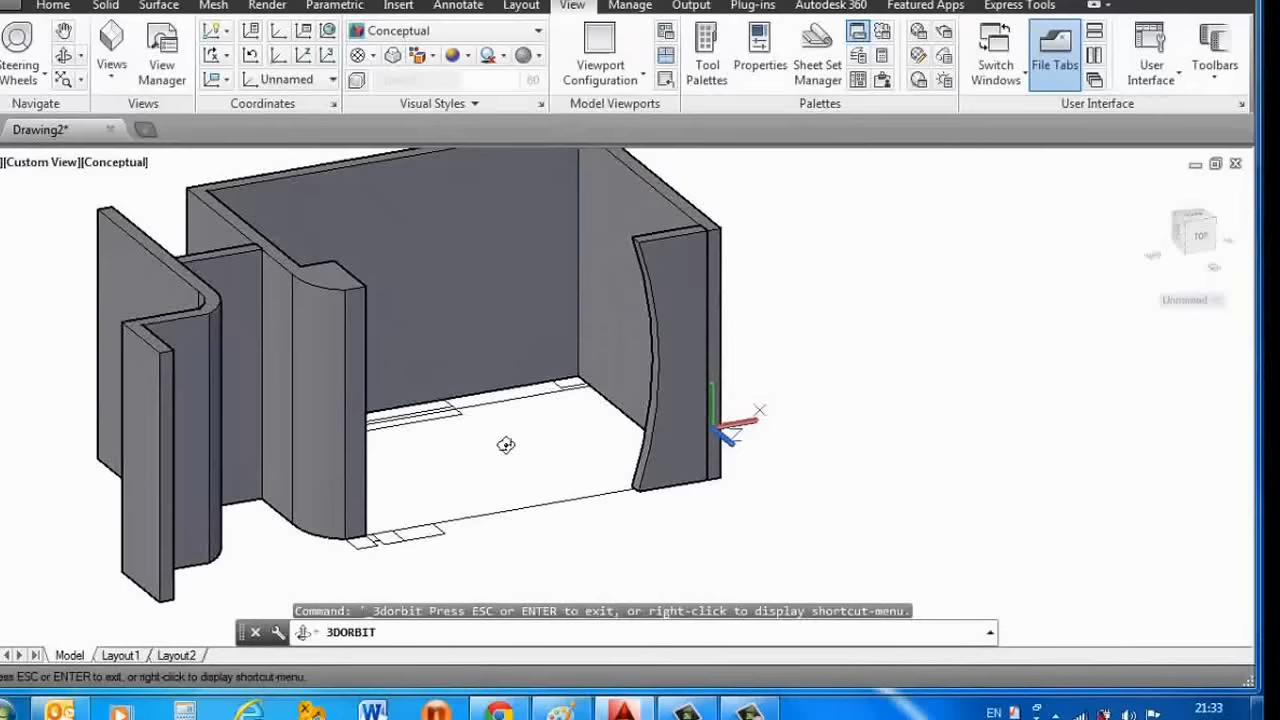 Home Solid Surface Mesh Render Parametric Insert Annotate Layout View Manage Output Plug-ins Autodesk 360 Featured Apps Express Tools
Conceptual
Steering
Wheels
Views
View
Manager
Unnamed
60
Viewport
Configuration
Tool
Palettes
Properties
Sheet Set
Manager
Switch
Windows
File Tabs
User
Interface
Toolbars
Navigate Views Coordinates Visual Styles Model Viewports Palettes User Interface
Drawing2*
][Custom View][Conceptual]
TOP
Unnamed
X
Z
Command: '_3dorbit Press ESC or ENTER to exit, or right-click to display shortcut-menu.
3DORBIT
Model Layout1 Layout2
ess ESC or ENTER to exit, or right-click to display shortcut-menu.
EN 21:33